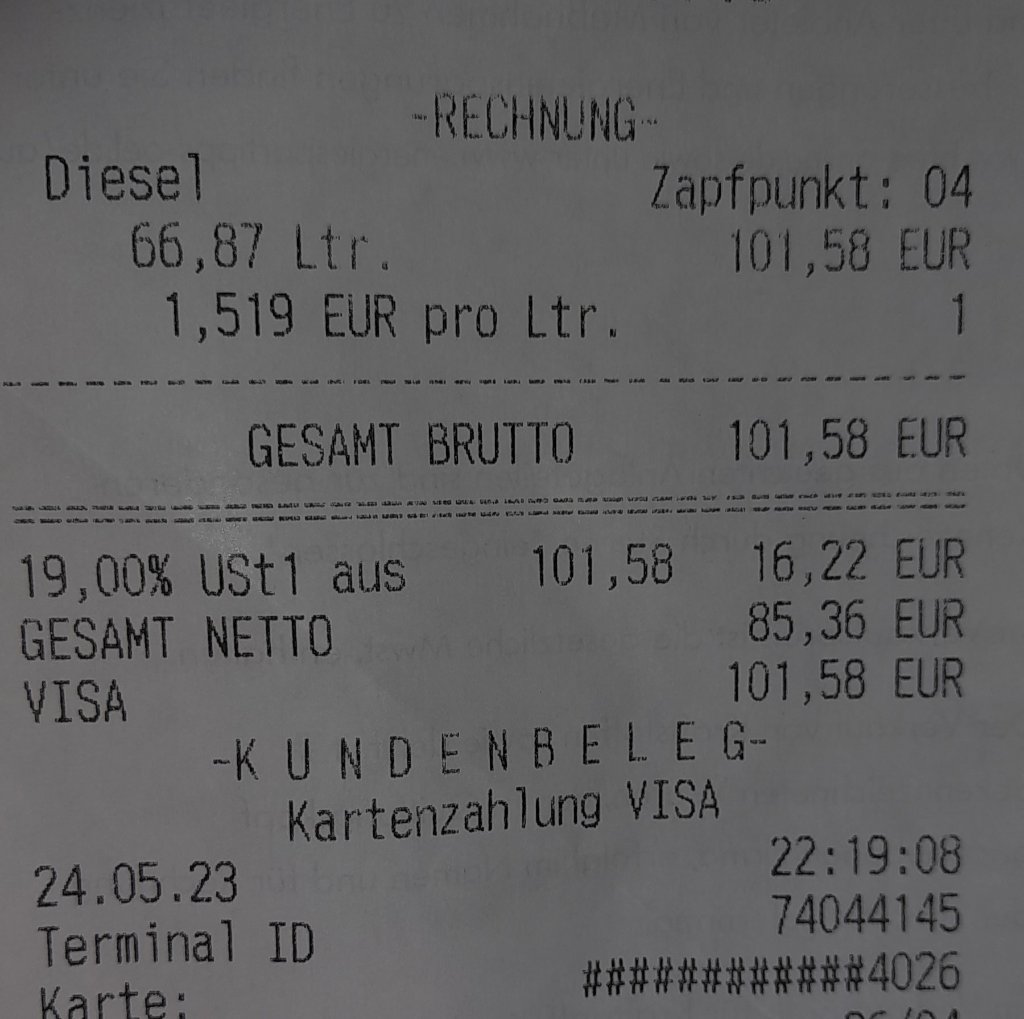 -RECHNUNG-
Diesel Zapfpunkt: 04
66,87 Ltr. 101,58 EUR
1,519 EUR pro Ltr. 1
GESAMT BRUTTO 101,58 EUR
19,00% USt1 aus 101,58 16,22 EUR
GESAMT NETTO 85,36 EUR
VISA 101,58 EUR
-K U N D E N B E L E G-
Kartenzahlung VISA
24.05.23 22:19:08
Terminal ID 74044145
Karte: ############4026